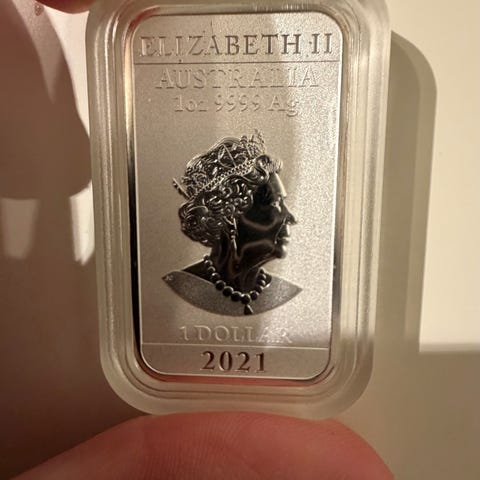 ELIZABETH II
AUSTRALIA
1oz 9999 Ag
1 DOLLAR
2021